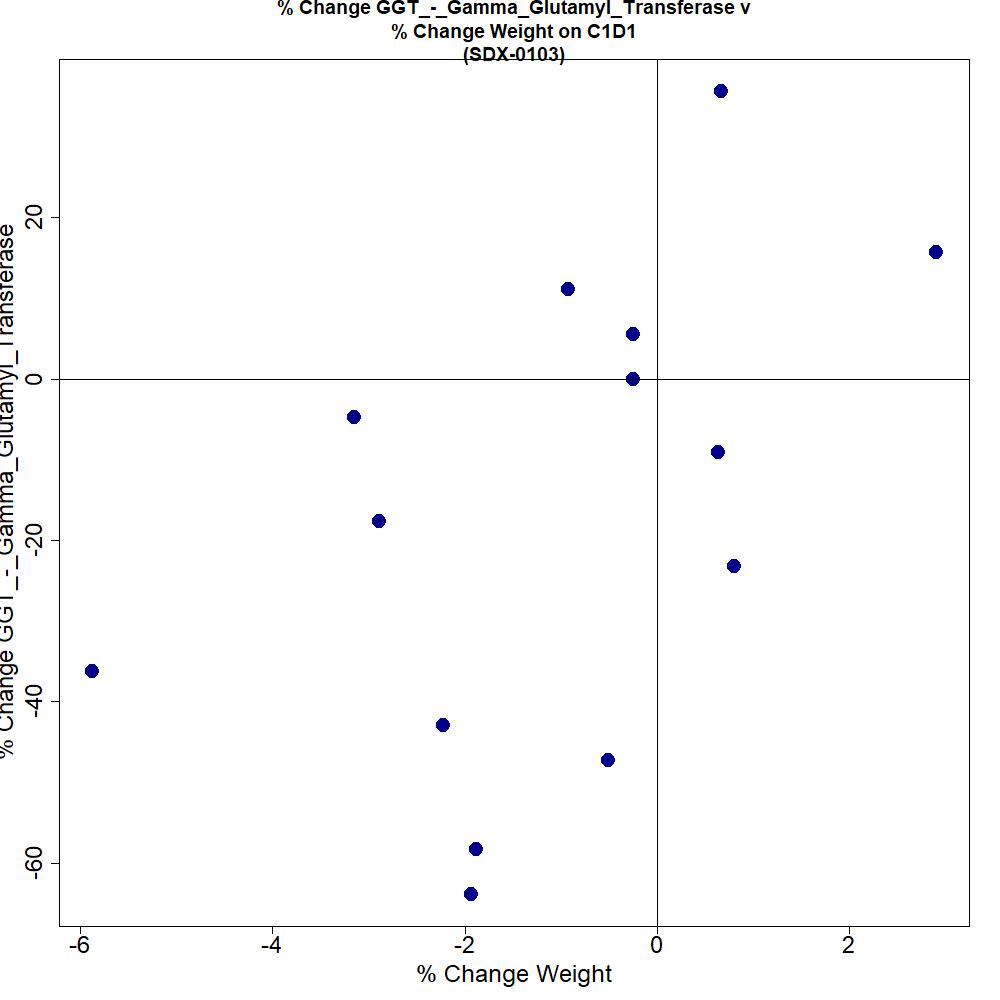 % Change GGT_-_Gamma_Glutamyl_Transferase v
% Change Weight on C1D1
(SDX-0103)
% Change GGT_-_Gamma_Glutamyl_Transferase
20
0
-20
-40
-60
-6
-4
-2
0
2
% Change Weight